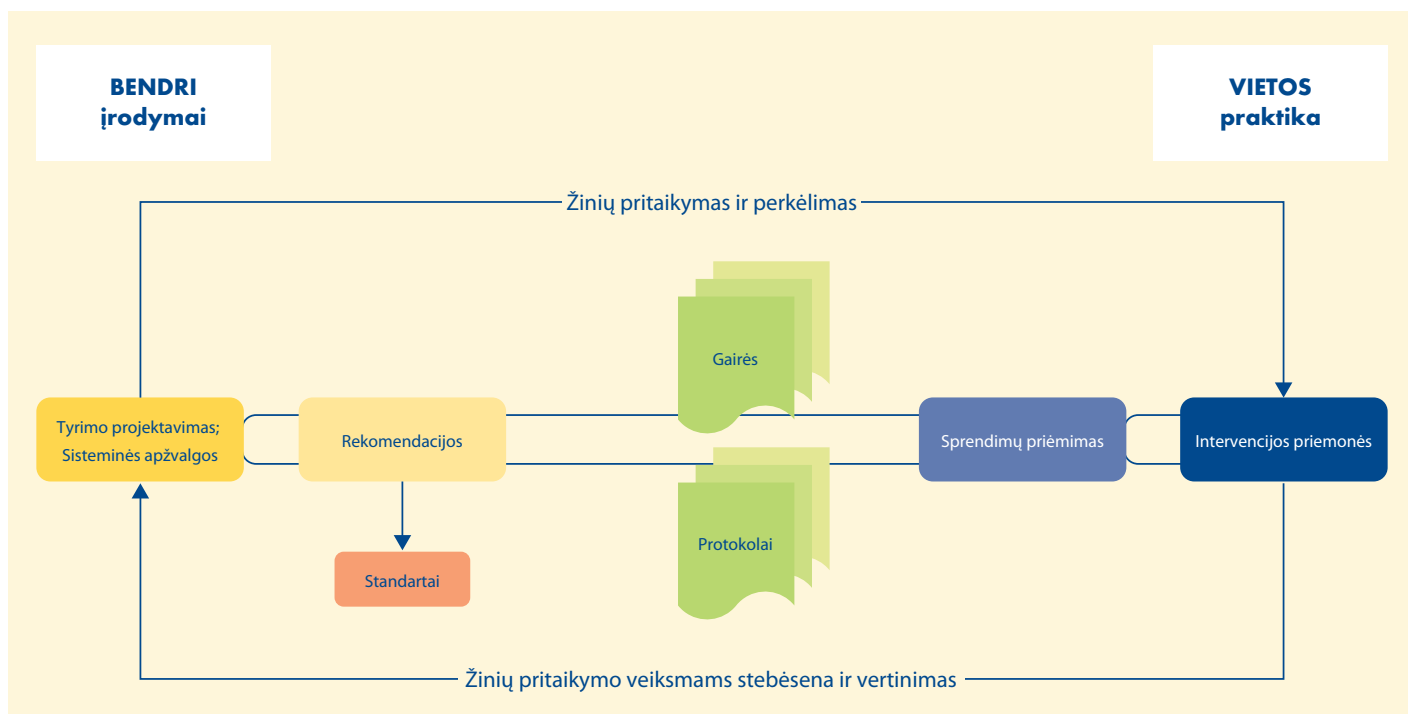 BENDRI
įrodymai
VIETOS
praktika
Žinių pritaikymas ir perkėlimas
Gairės
Tyrimo projektavimas;
Sisteminės apžvalgos
Rekomendacijos
Sprendimų priėmimas
Intervencijos priemonės
Protokolai
Standartai
Žinių pritaikymo veiksmams stebėsena ir vertinimas